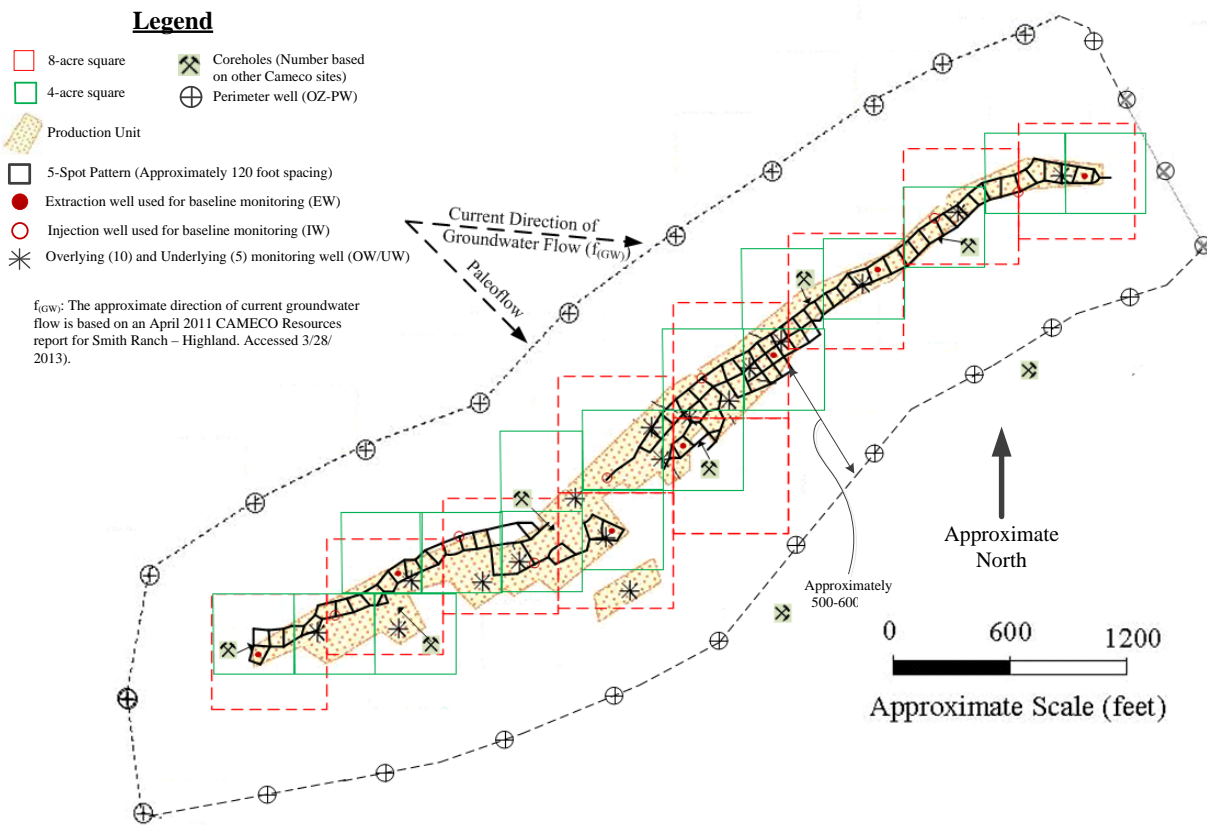 Legend
8-acre square
4-acre square
Production Unit
Coreholes (Number based
on other Cameco sites)
Perimeter well (OZ-PW)
5-Spot Pattern (Approximately 120 foot spacing)
Extraction well used for baseline monitoring (EW)
Injection well used for baseline monitoring (IW)
Overlying (10) and Underlying (5) monitoring well (OW/UW)
f(GW): The approximate direction of current groundwater
flow is based on an April 2011 CAMECO Resources
report for Smith Ranch – Highland. Accessed 3/28/
2013).
Current Direction of
Groundwater Flow (f(GW))
Paleoflow
Approximate
North
Approximately
500-600
0 600 1200
Approximate Scale (feet)